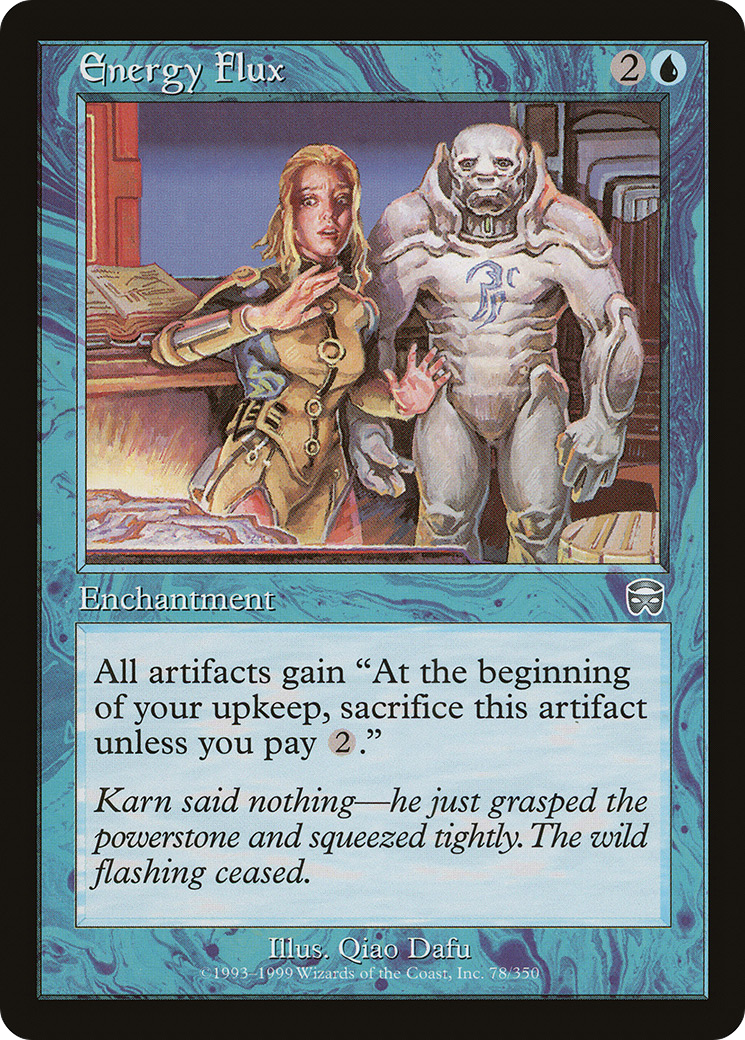 Energy Flux 2
Enchantment
All artifacts gain “At the beginning
of your upkeep, sacrifice this artifact
unless you pay 2.”
Karn said nothing—he just grasped the
powerstone and squeezed tightly. The wild
flashing ceased.
Illus. Qiao Dafu
©1993–1999 Wizards of the Coast, Inc. 78/350